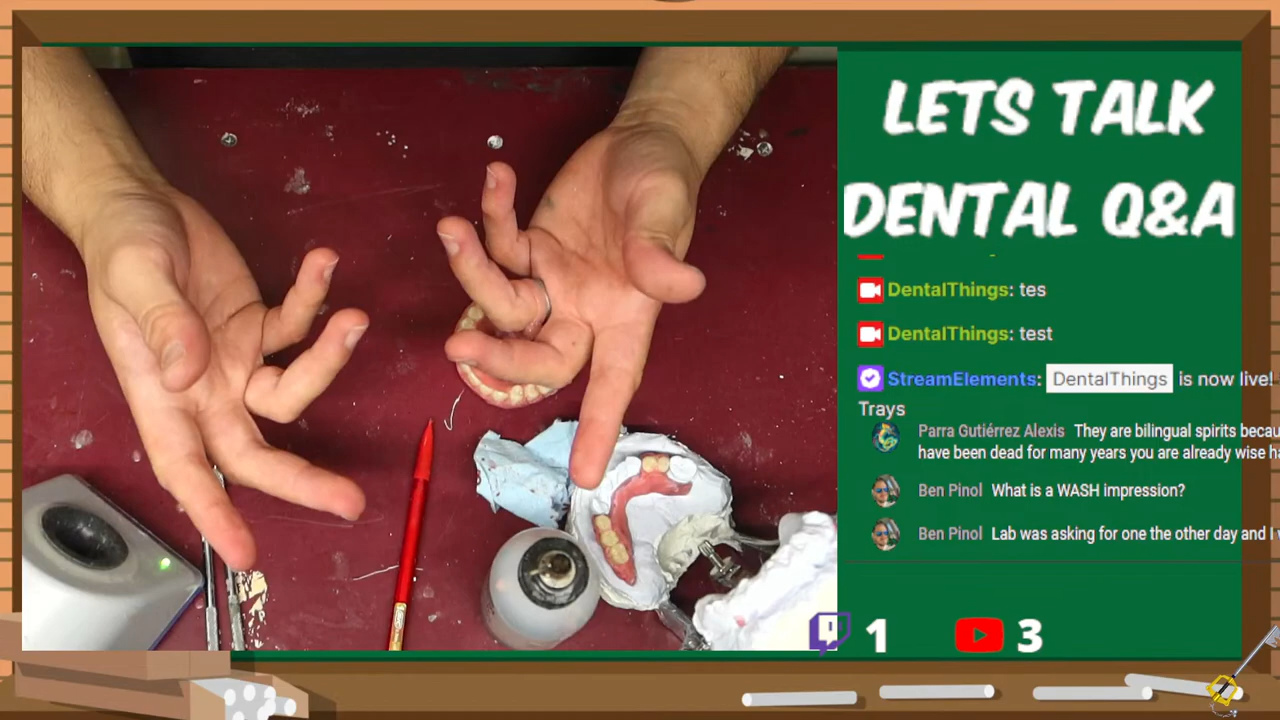 LETS TALK
DENTAL Q&A
DentalThings: tes
DentalThings: test
StreamElements: DentalThings is now live!
Trays
Parra Gutiérrez Alexis They are bilingual spirits
have been dead for many years you are already wise
Ben Pinol What is a WASH impression?
Ben Pinol Lab was asking for one the other day and I
1
3